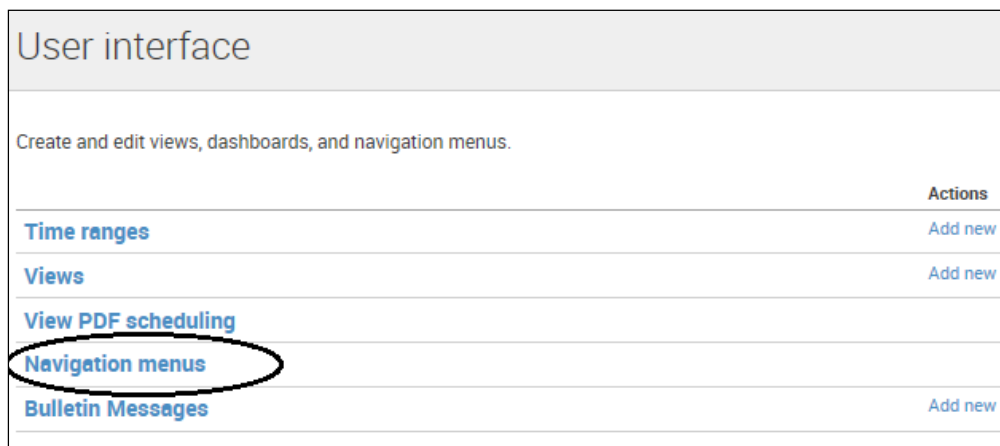 User interface
Create and edit views, dashboards, and navigation menus.
Actions
Time ranges Add new
Views Add new
View PDF scheduling
Navigation menus
Bulletin Messages Add new